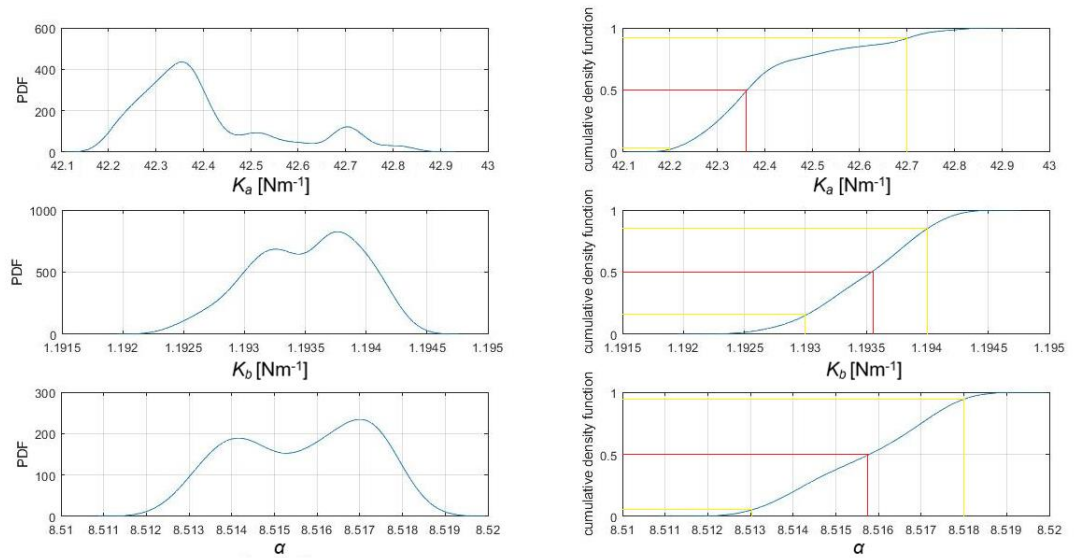 600
400
200
0
PDF
42.1 42.2 42.3 42.4 42.5 42.6 42.7 42.8 42.9 43
Ka [Nm-1]
1
0.5
0
cumulative density function
42.1 42.2 42.3 42.4 42.5 42.6 42.7 42.8 42.9 43
Ka [Nm-1]
1000
500
0
PDF
1.1915 1.192 1.1925 1.193 1.1935 1.194 1.1945 1.195
Kb [Nm-1]
1
0.5
0
cumulative density function
1.1915 1.192 1.1925 1.193 1.1935 1.194 1.1945 1.195
Kb [Nm-1]
300
200
100
0
PDF
8.51 8.511 8.512 8.513 8.514 8.515 8.516 8.517 8.518 8.519 8.52
α
1
0.5
0
cumulative density function
8.51 8.511 8.512 8.513 8.514 8.515 8.516 8.517 8.518 8.519 8.52
α